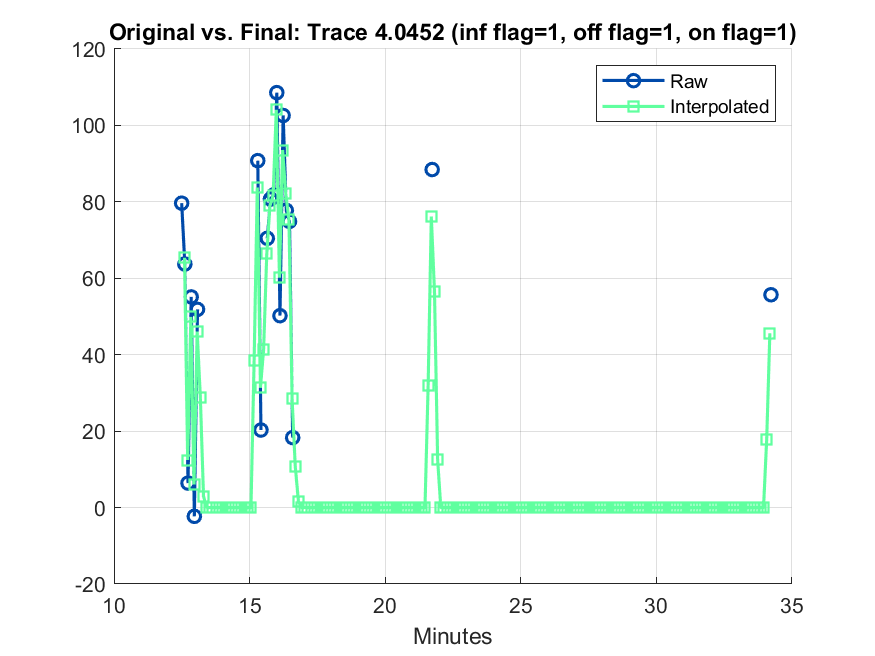 Original vs. Final: Trace 4.0452 (inf flag=1, off flag=1, on flag=1)
Raw
Interpolated
120
100
80
60
40
20
0
-20
10 15 20 25 30 35
Minutes